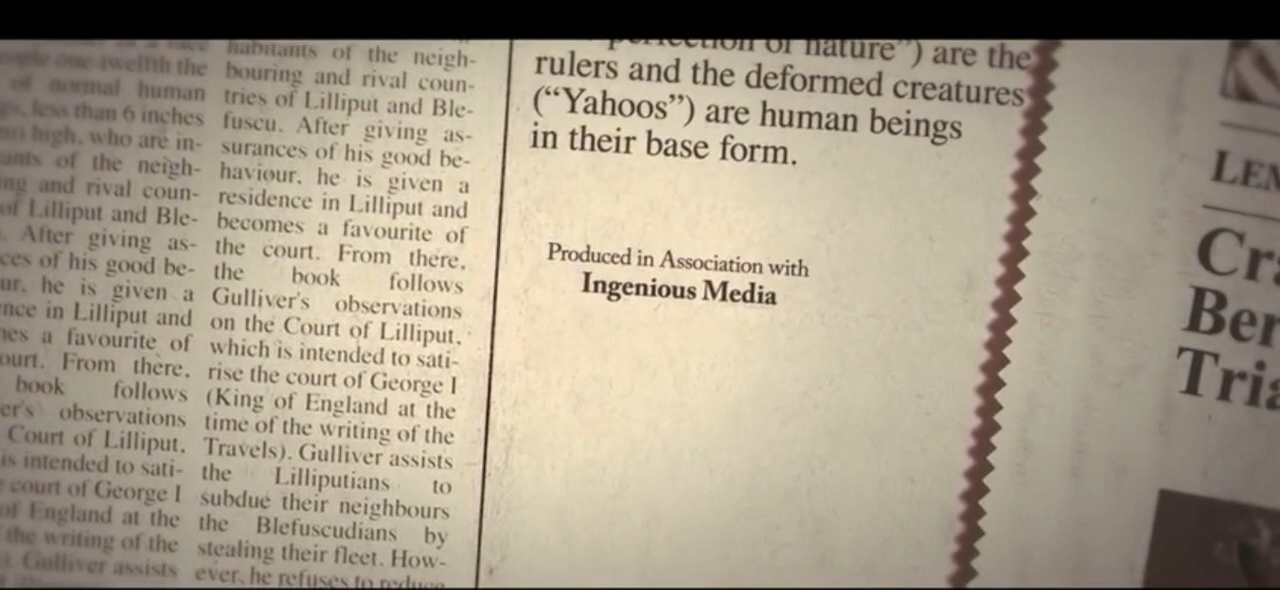 one-twelfth the
of normal human
less than 6 inches
high, who are in-
ants of the neigh-
ng and rival coun-
of Lilliput and Ble-
. After giving as-
ces of his good be-
ur, he is given a
nce in Lilliput and
mes a favourite of
ourt. From there,
book follows
er's observations
Court of Lilliput,
is intended to sati-
court of George I
of England at the
the writing of the
. Gulliver assists
habitants of the neigh-
bouring and rival coun-
tries of Lilliput and Ble-
fuscu. After giving as-
surances of his good be-
haviour, he is given a
residence in Lilliput and
becomes a favourite of
the court. From there,
the book follows
Gulliver's observations
on the Court of Lilliput,
which is intended to sati-
rise the court of George I
(King of England at the
time of the writing of the
Travels). Gulliver assists
the Lilliputians to
subdue their neighbours
the Blefuscudians by
stealing their fleet. How-
ever, he refuses to reduce
perfection of nature”) are the
rulers and the deformed creatures
(“Yahoos”) are human beings
in their base form.
Produced in Association with
Ingenious Media
LEM
Cra
Ber
Tria